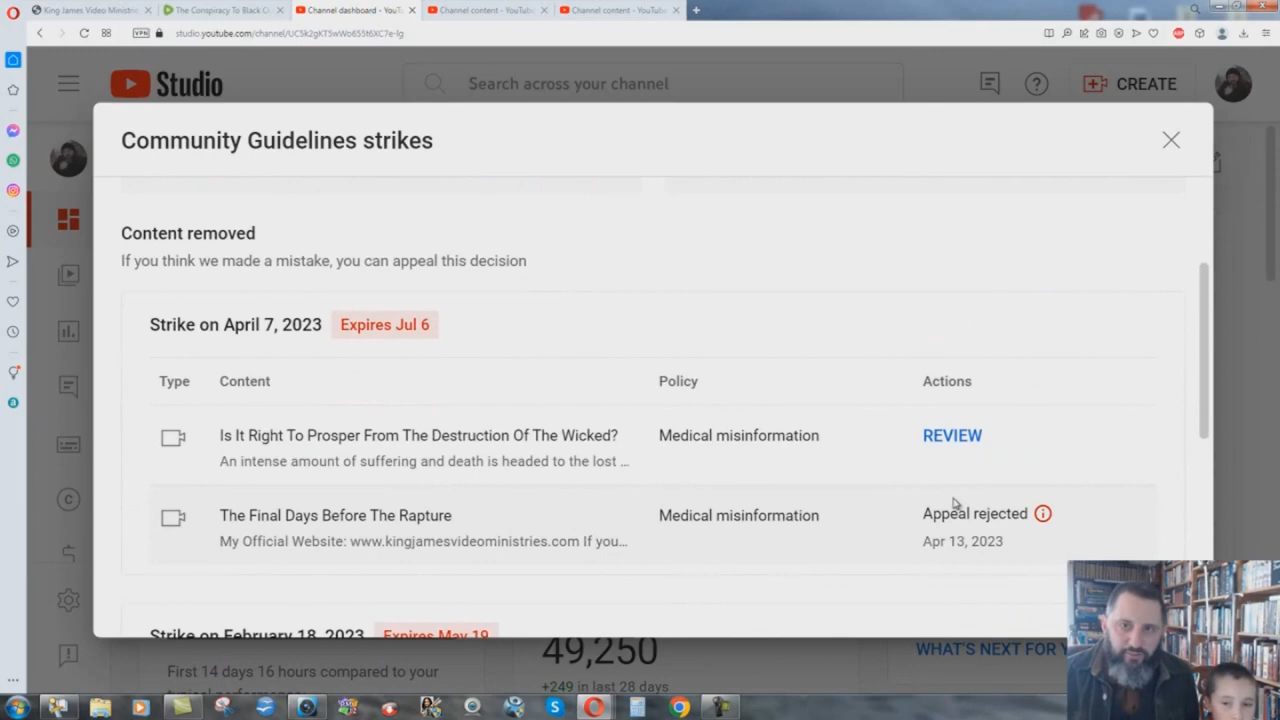 King James Video Ministrie
The Conspiracy To Black O
Channel dashboard - YouT
Channel content - YouTube
Channel content - YouTube
VPN
studio.youtube.com/channel/UC5k2gKT5wWo655t6XC7e-lg
Studio
Search across your channel
CREATE
Community Guidelines strikes
Content removed
If you think we made a mistake, you can appeal this decision
Strike on April 7, 2023
Expires Jul 6
Type
Content
Policy
Actions
Is It Right To Prosper From The Destruction Of The Wicked?
Medical misinformation
REVIEW
An intense amount of suffering and death is headed to the lost ...
The Final Days Before The Rapture
Medical misinformation
Appeal rejected
My Official Website: www.kingjamesvideoministries.com If you...
Apr 13, 2023
Strike on February 18, 2023
Expires May 19
First 14 days 16 hours compared to your
49,250
+249 in last 28 days
WHAT'S NEXT FOR Y